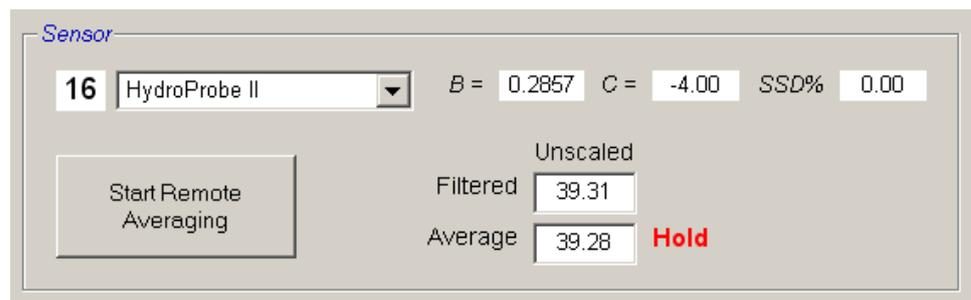 Sensor
16 HydroProbe II B = 0.2857 C = -4.00 SSD% 0.00
Unscaled
Start Remote
Averaging
Filtered 39.31
Average 39.28 Hold